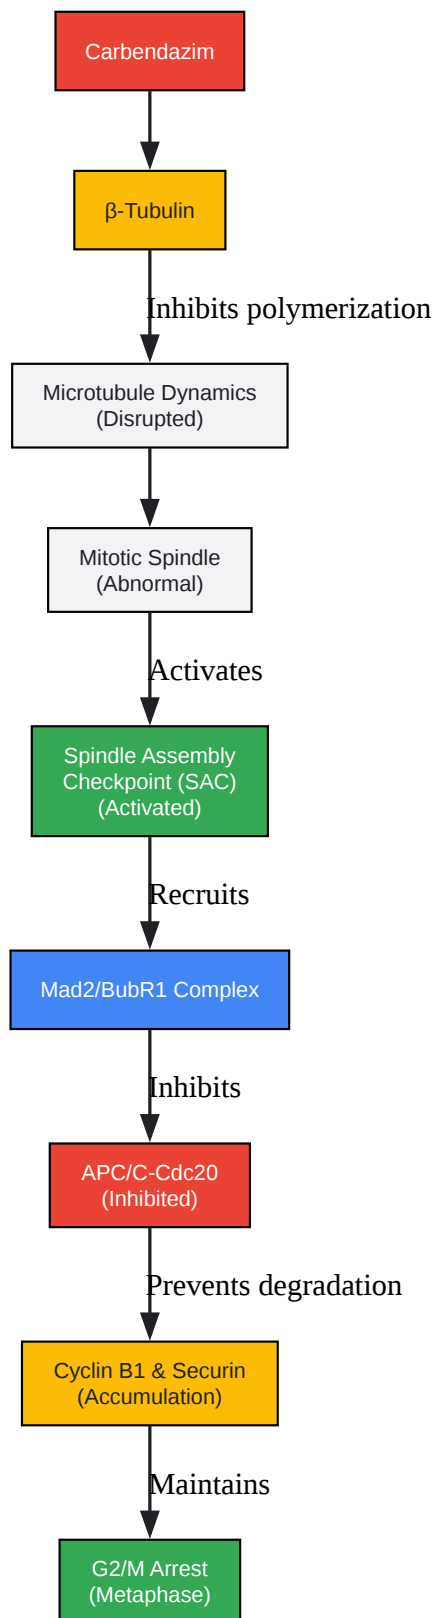 Carbendazim
β-Tubulin
Inhibits polymerization
Microtubule Dynamics
(Disrupted)
Mitotic Spindle
(Abnormal)
Activates
Spindle Assembly
Checkpoint (SAC)
(Activated)
Recruits
Mad2/BubR1 Complex
Inhibits
APC/C-Cdc20
(Inhibited)
Prevents degradation
Cyclin B1 & Securin
(Accumulation)
Maintains
G2/M Arrest
(Metaphase)